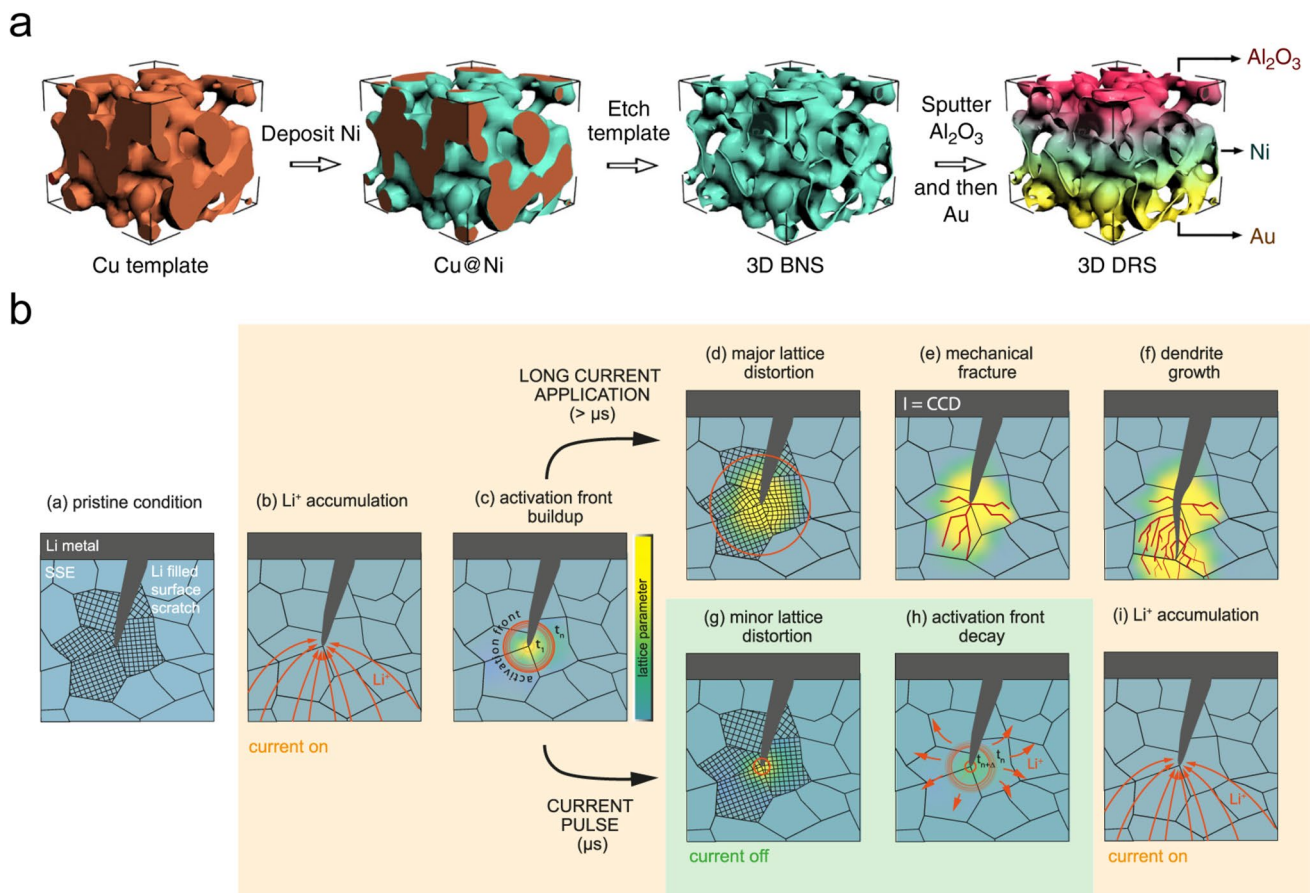 a
Deposit Ni
Etch
template
Sputter
Al₂O₃
and then
Au
Al₂O₃
Ni
Au
Cu template
Cu@Ni
3D BNS
3D DRS
b
LONG CURRENT
APPLICATION
(> µs)
(d) major lattice
distortion
(e) mechanical
fracture
(f) dendrite
growth
I = CCD
(a) pristine condition
(b) Li⁺ accumulation
(c) activation front
buildup
Li metal
SSE
Li filled
surface
scratch
Li⁺
current on
activation front
t₁
tₙ
lattice parameter
CURRENT
PULSE
(µs)
(g) minor lattice
distortion
(h) activation front
decay
(i) Li⁺ accumulation
tₙ₊Δ
tₙ
Li⁺
Li⁺
current off
current on